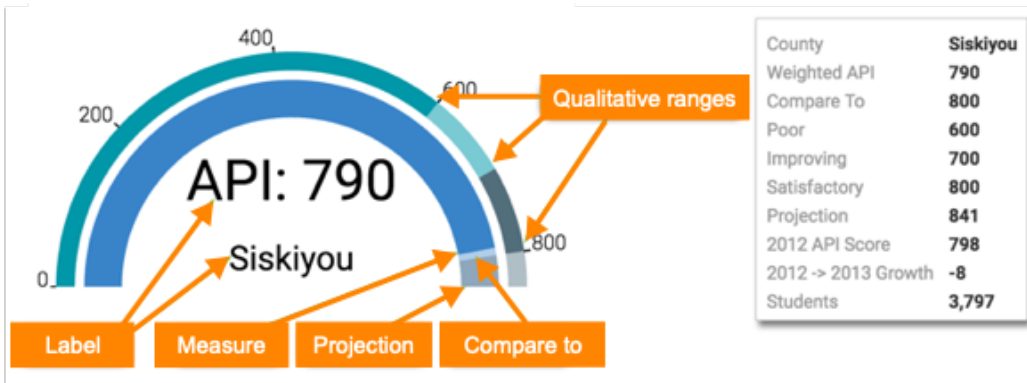 400
600
Qualitative ranges
200
API: 790
Siskiyou
800
0
Label
Measure
Projection
Compare to
County Siskiyou
Weighted API 790
Compare To 800
Poor 600
Improving 700
Satisfactory 800
Projection 841
2012 API Score 798
2012 -> 2013 Growth -8
Students 3,797